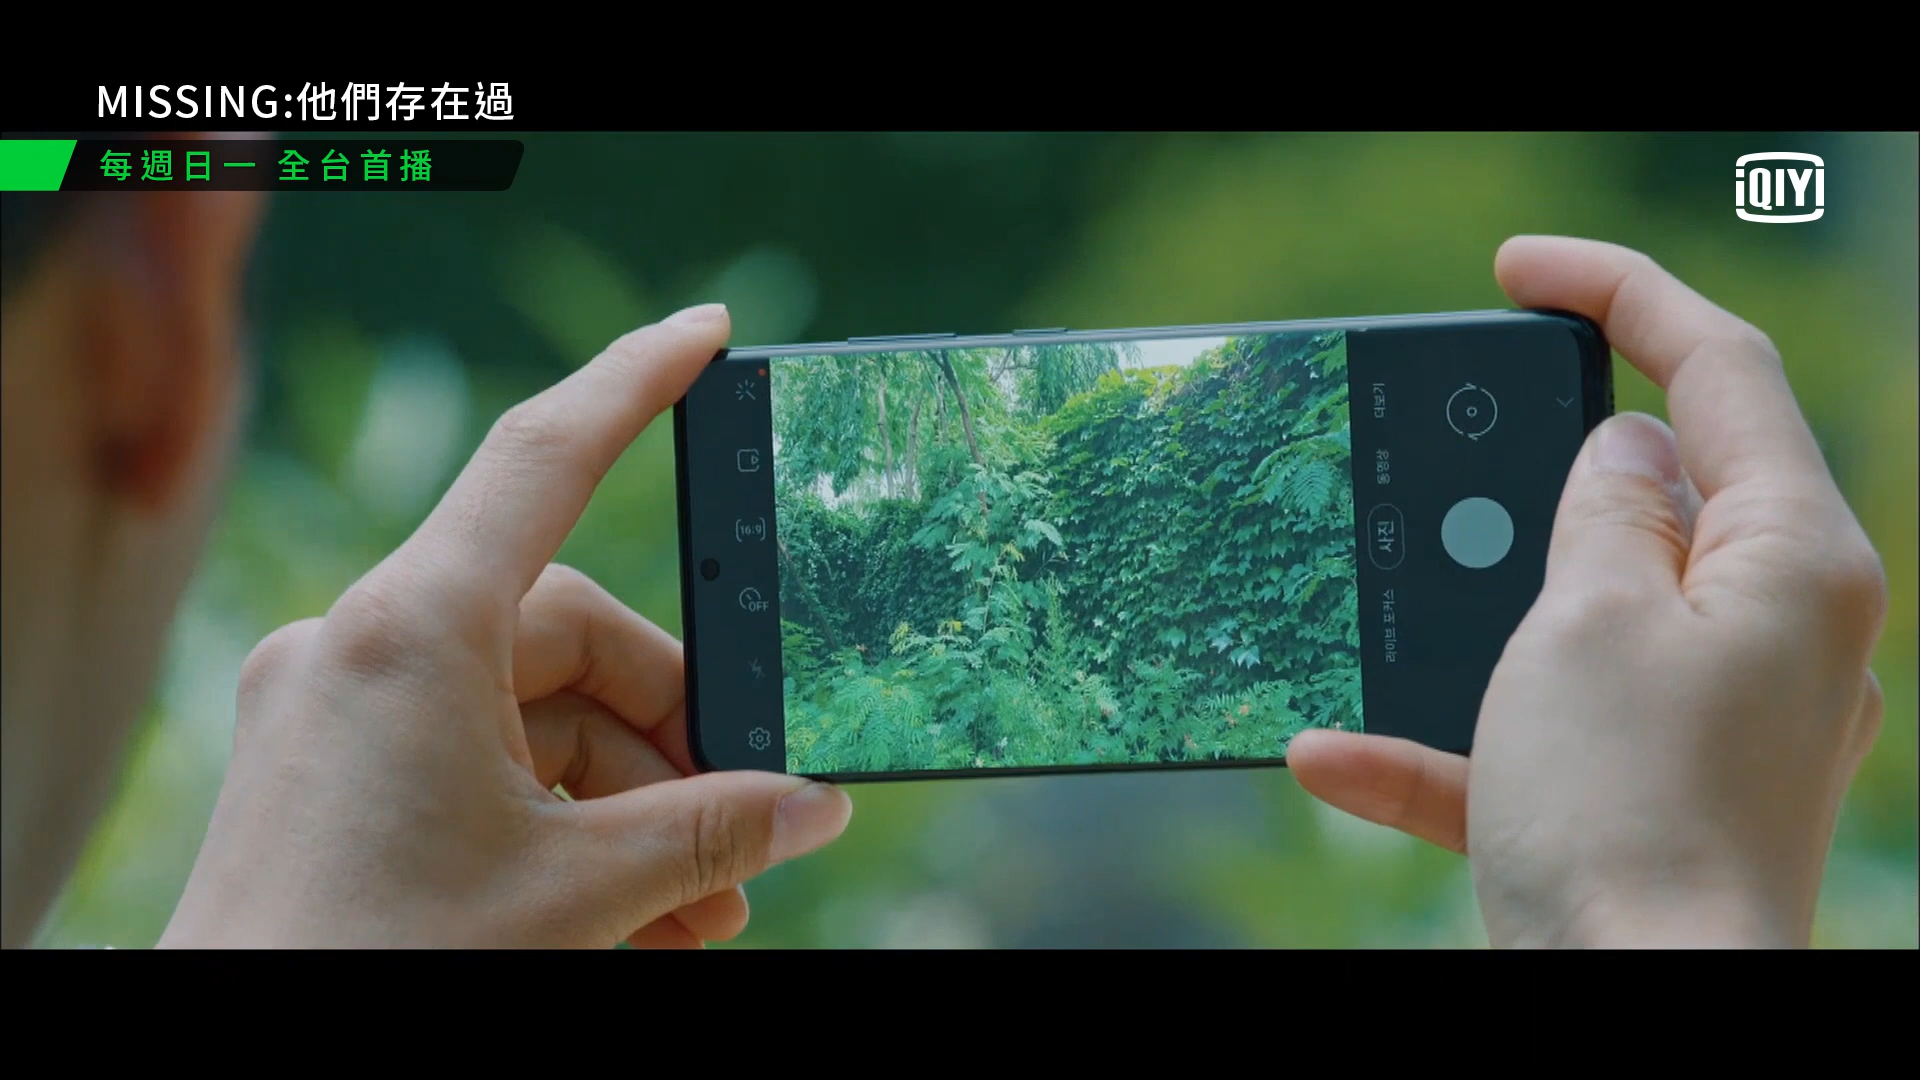 MISSING:他們存在過
每週日一 全台首播
iQIYI
더보기
동영상
사진
라이브 포커스
16:9
OFF